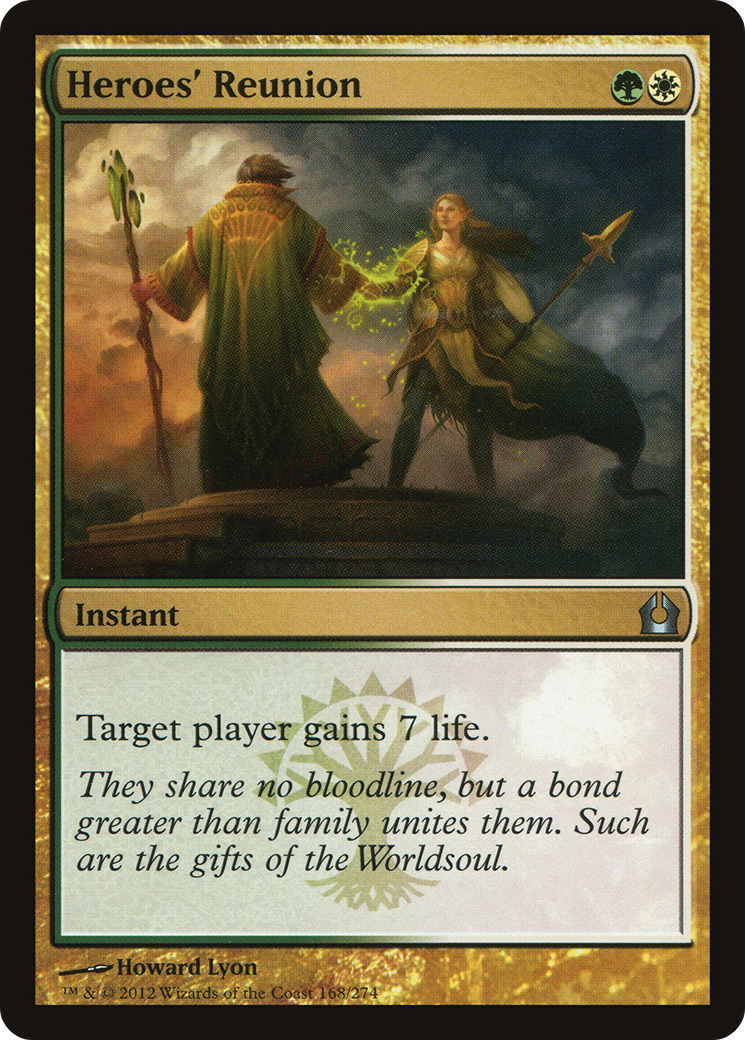 Heroes' Reunion
Instant
Target player gains 7 life.
They share no bloodline, but a bond
greater than family unites them. Such
are the gifts of the Worldsoul.
Howard Lyon
™ & © 2012 Wizards of the Coast 168/274